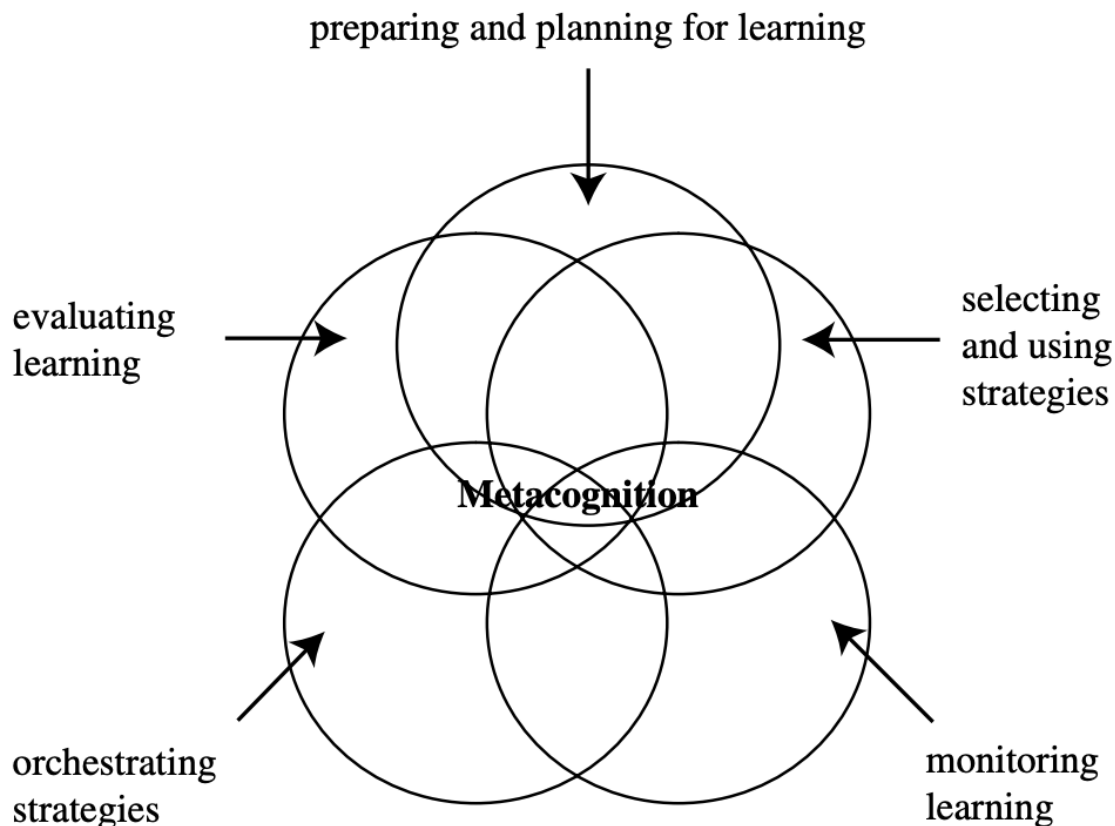 preparing and planning for learning
evaluating
learning
selecting
and using
strategies
Metacognition
orchestrating
strategies
monitoring
learning